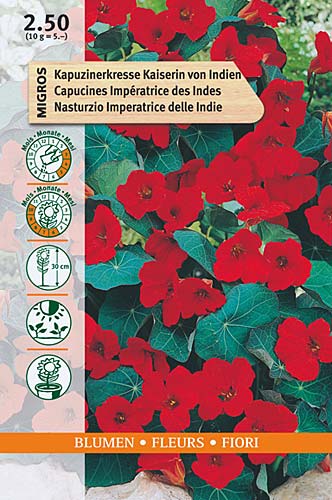 2.50
(10 g = 5.–)
MIGROS
Kapuzinerkresse Kaiserin von Indien
Capucines Impératrice des Indes
Nasturzio Imperatrice delle Indie
Mois • Monate • Mesi
Mois • Monate • Mesi
30 cm
BLUMEN • FLEURS • FIORI